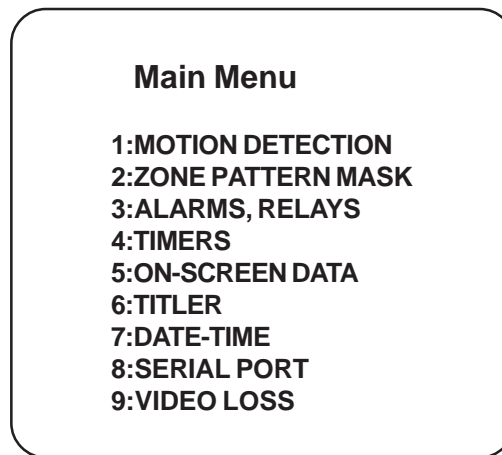 Main Menu
1:MOTION DETECTION
2:ZONE PATTERN MASK
3:ALARMS, RELAYS
4:TIMERS
5:ON-SCREEN DATA
6:TITLER
7:DATE-TIME
8:SERIAL PORT
9:VIDEO LOSS